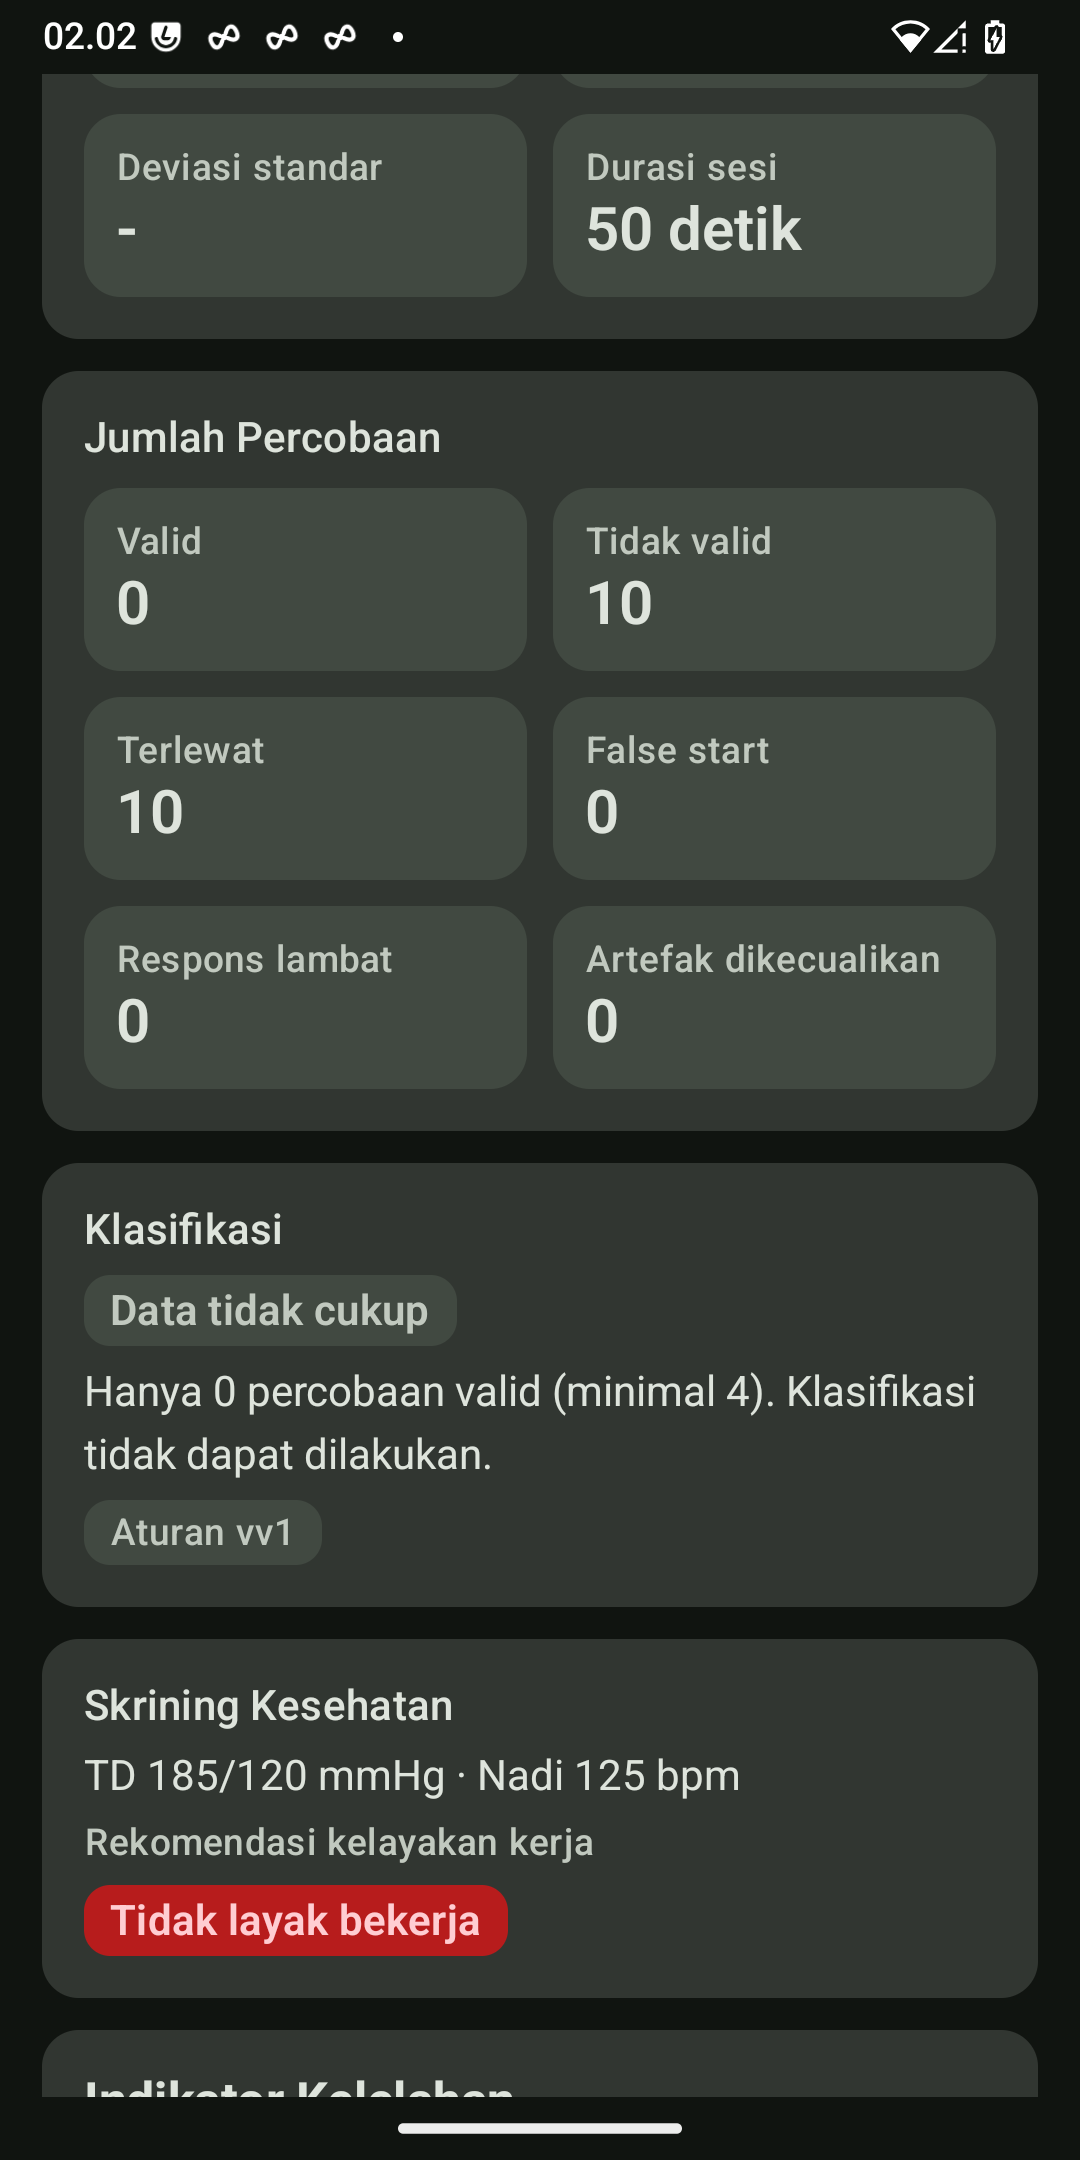 02.02
Deviasi standar
-
Durasi sesi
50 detik
Jumlah Percobaan
Valid
0
Tidak valid
10
Terlewat
10
False start
0
Respons lambat
0
Artefak dikecualikan
0
Klasifikasi
Data tidak cukup
Hanya 0 percobaan valid (minimal 4). Klasifikasi
tidak dapat dilakukan.
Aturan vv1
Skrining Kesehatan
TD 185/120 mmHg · Nadi 125 bpm
Rekomendasi kelayakan kerja
Tidak layak bekerja
Indikator Kelelahan